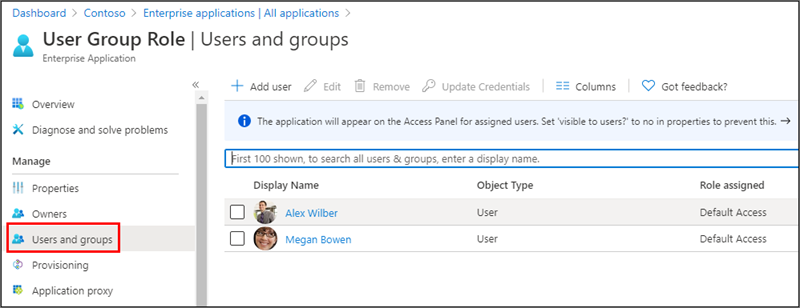 Dashboard > Contoso > Enterprise applications | All applications >
User Group Role | Users and groups
Enterprise Application
«
Overview
Diagnose and solve problems
Manage
Properties
Owners
Users and groups
Provisioning
Application proxy
+ Add user Edit Remove Update Credentials Columns Got feedback?
The application will appear on the Access Panel for assigned users. Set 'visible to users?' to no in properties to prevent this. →
First 100 shown, to search all users & groups, enter a display name.
Display Name Object Type Role assigned
Alex Wilber User Default Access
Megan Bowen User Default Access